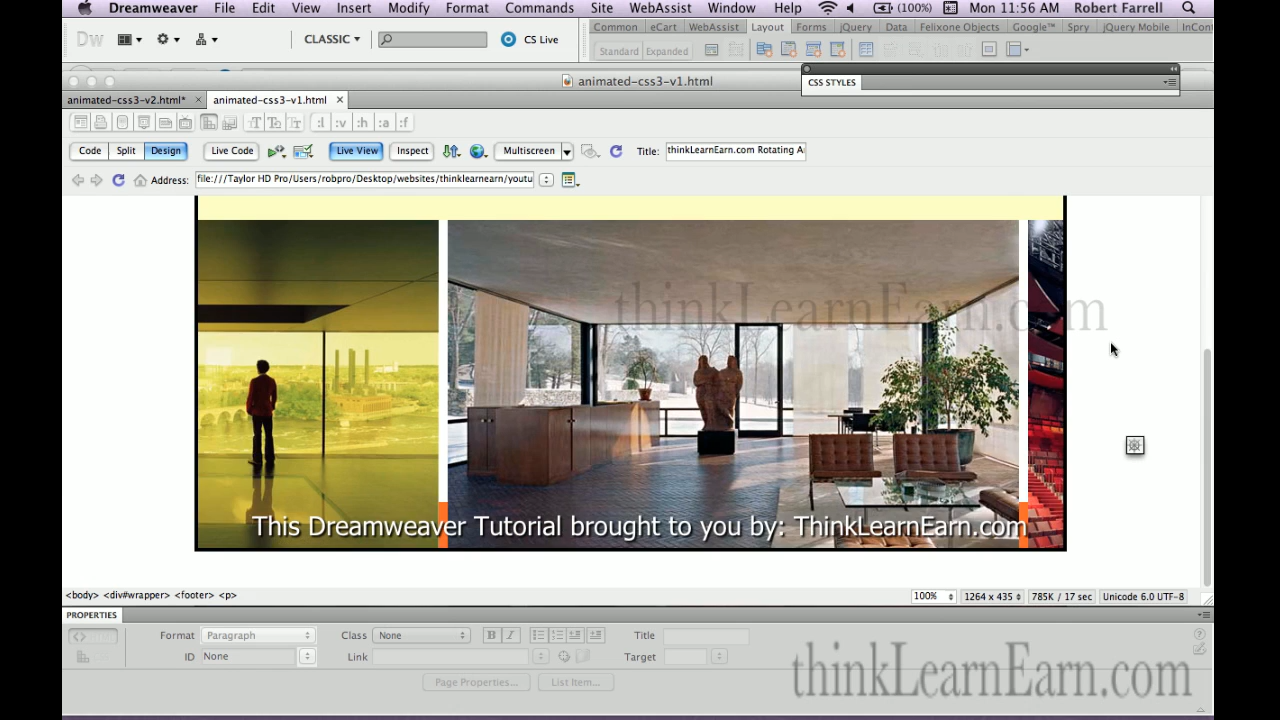 Dreamweaver File Edit View Insert Modify Format Commands Site WebAssist Window Help (100%) Mon 11:56 AM Robert Farrell
Dw CLASSIC CS Live
Common eCart WebAssist Layout Forms jQuery Data Felixone Objects Google™ Spry jQuery Mobile InCont
Standard Expanded
animated-css3-v1.html
CSS STYLES
animated-css3-v2.html* animated-css3-v1.html
:l :v :h :a :f
Code Split Design Live Code Live View Inspect Multiscreen Title: thinkLearnEarn.com Rotating A
Address: file:///Taylor HD Pro/Users/robpro/Desktop/websites/thinklearnearn/youtu
thinkLearnEarn.com
This Dreamweaver Tutorial brought to you by: ThinkLearnEarn.com
<body> <div#wrapper> <footer> <p> 100% 1264 x 435 785K / 17 sec Unicode 6.0 UTF-8
PROPERTIES
Format Paragraph Class None B I Title
ID None Link Target
Page Properties... List Item...
thinkLearnEarn.com